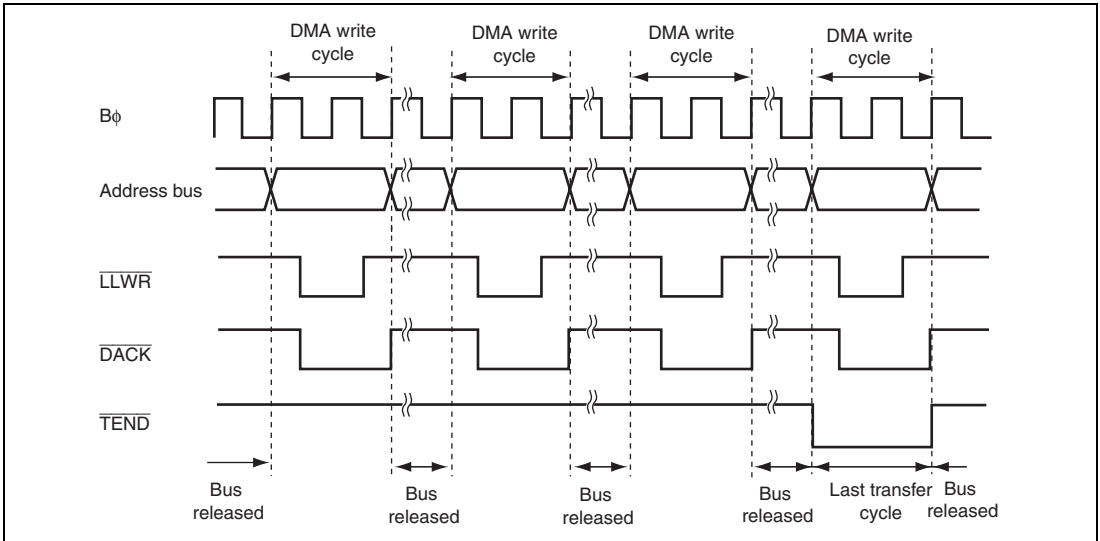 DMA write
cycle
DMA write
cycle
DMA write
cycle
DMA write
cycle
Bφ
Address bus
LLWR
DACK
TEND
Bus
released
Bus
released
Bus
released
Bus
released
Last transfer
cycle
Bus
released